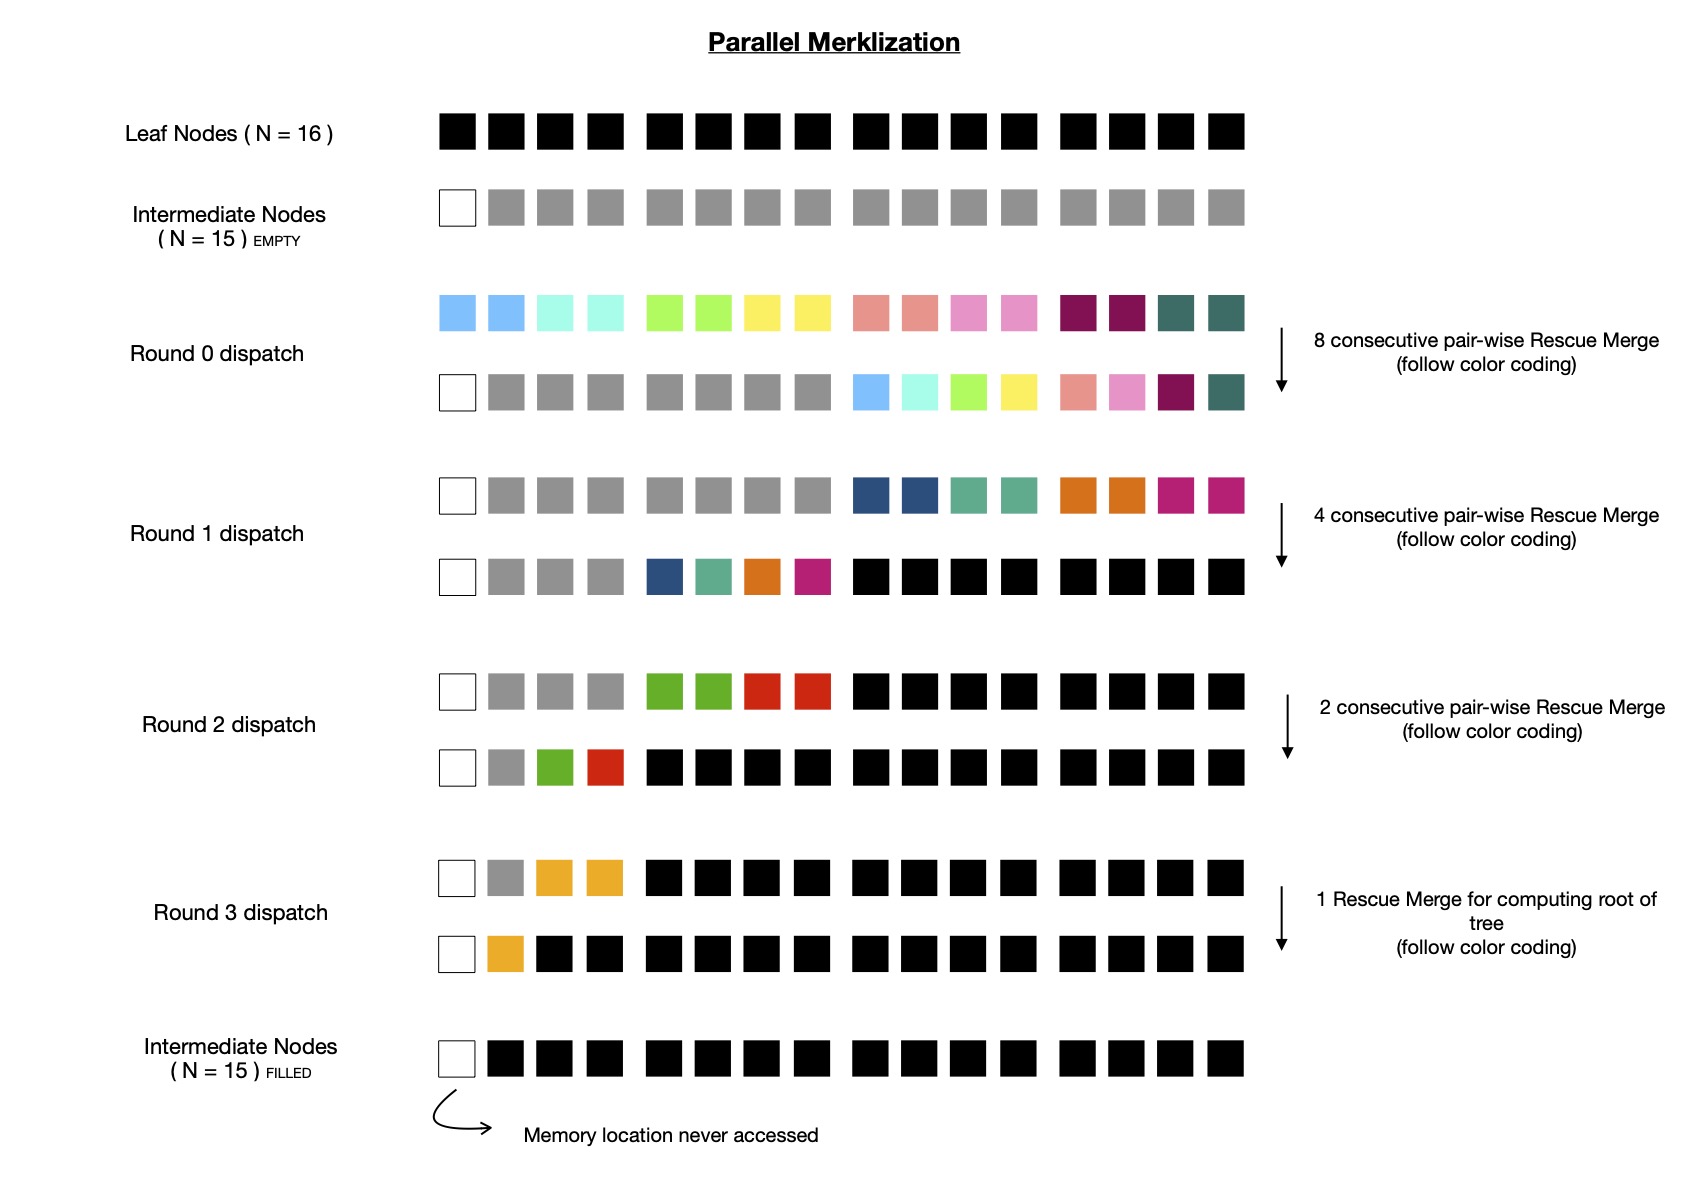 Parallel Merklization
Leaf Nodes ( N = 16 )
Intermediate Nodes
( N = 15 ) EMPTY
Round 0 dispatch
8 consecutive pair-wise Rescue Merge
(follow color coding)
Round 1 dispatch
4 consecutive pair-wise Rescue Merge
(follow color coding)
Round 2 dispatch
2 consecutive pair-wise Rescue Merge
(follow color coding)
Round 3 dispatch
1 Rescue Merge for computing root of
tree
(follow color coding)
Intermediate Nodes
( N = 15 ) FILLED
Memory location never accessed